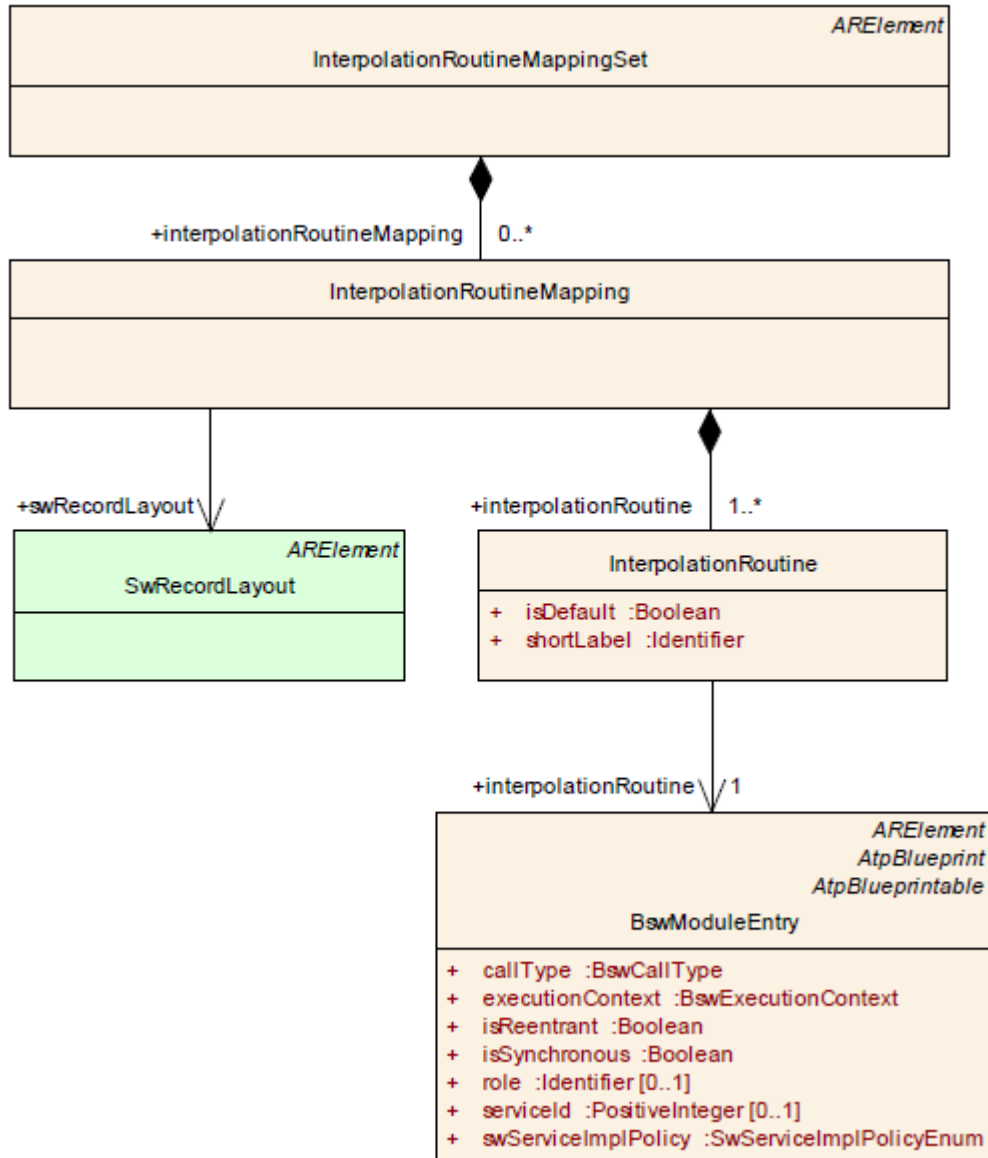 ARElement
InterpolationRoutineMappingSet
+interpolationRoutineMapping 0..*
InterpolationRoutineMapping
+swRecordLayout
+interpolationRoutine 1..*
ARElement
SwRecordLayout
InterpolationRoutine
+ isDefault :Boolean
+ shortLabel :Identifier
+interpolationRoutine 1
ARElement
AtpBlueprint
AtpBlueprintable
BswModuleEntry
+ callType :BswCallType
+ executionContext :BswExecutionContext
+ isReentrant :Boolean
+ isSynchronous :Boolean
+ role :Identifier [0..1]
+ serviceId :PositiveInteger [0..1]
+ swServiceImplPolicy :SwServiceImplPolicyEnum